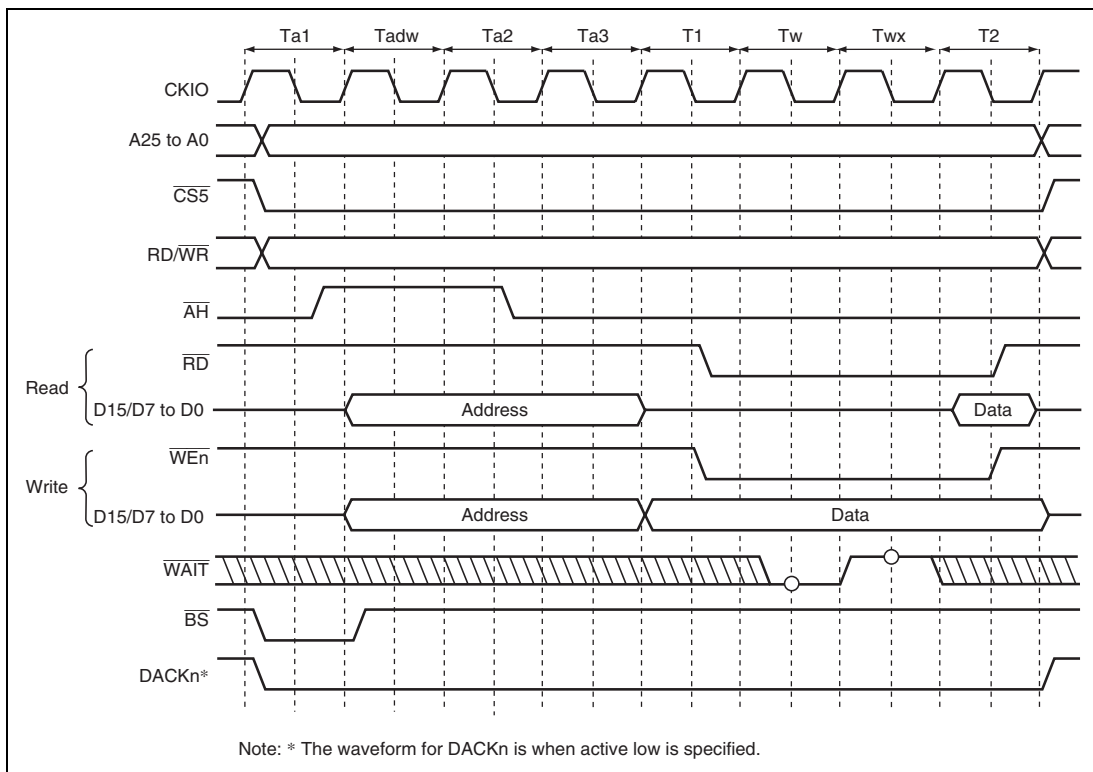 Ta1 Tadw Ta2 Ta3 T1 Tw Twx T2
CKIO
A25 to A0
CS5
RD/WR
AH
RD
Read
D15/D7 to D0 Address Data
WEn
Write
D15/D7 to D0 Address Data
WAIT
BS
DACKn*
Note: * The waveform for DACKn is when active low is specified.